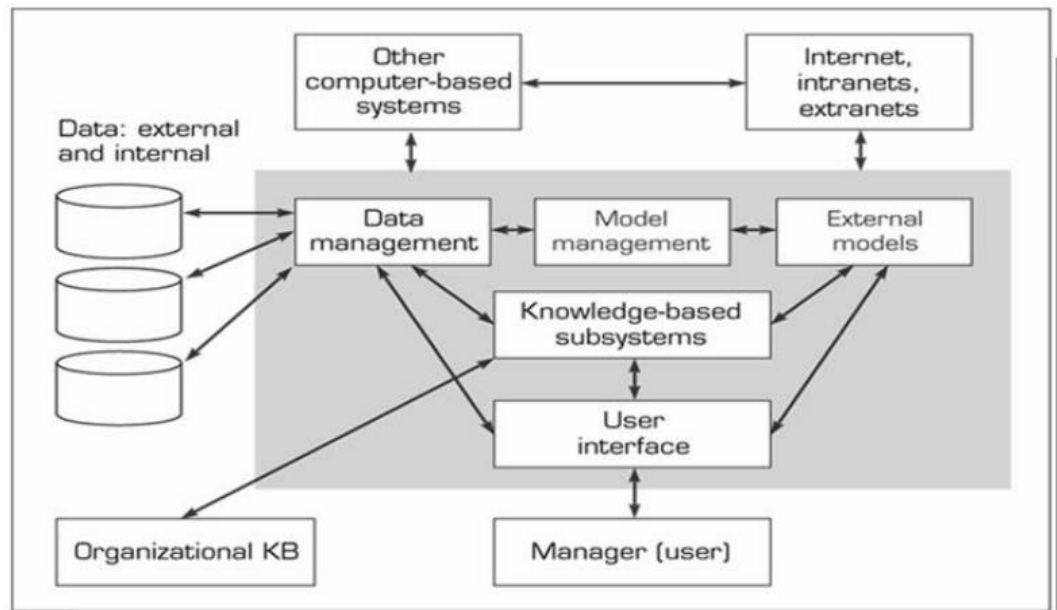 Other
computer-based
systems
Internet,
intranets,
extranets
Data: external
and internal
Data
management
Model
management
External
models
Knowledge-based
subsystems
User
interface
Organizational KB
Manager (user)